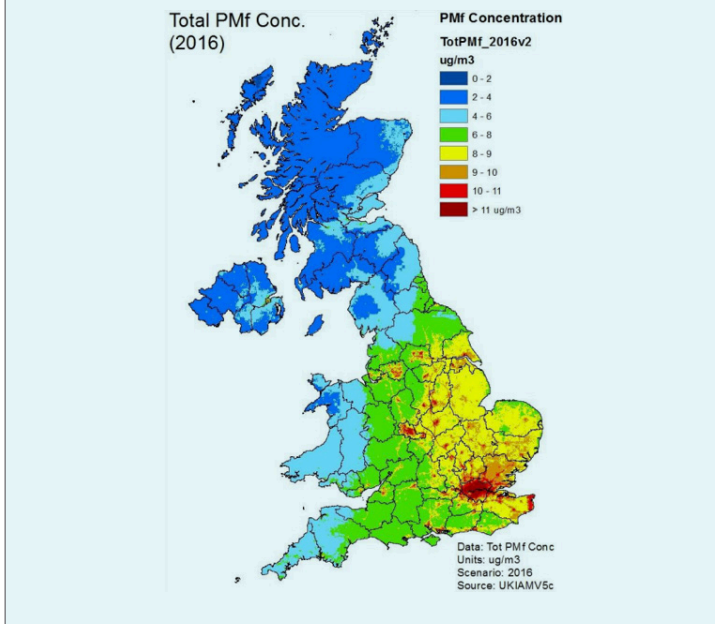 Total PMf Conc.
(2016)
PMf Concentration
TotPMf_2016v2
ug/m3
0 - 2
2 - 4
4 - 6
6 - 8
8 - 9
9 - 10
10 - 11
> 11 ug/m3
Data: Tot PMf Conc
Units: ug/m3
Scenario: 2016
Source: UKIAMV5c